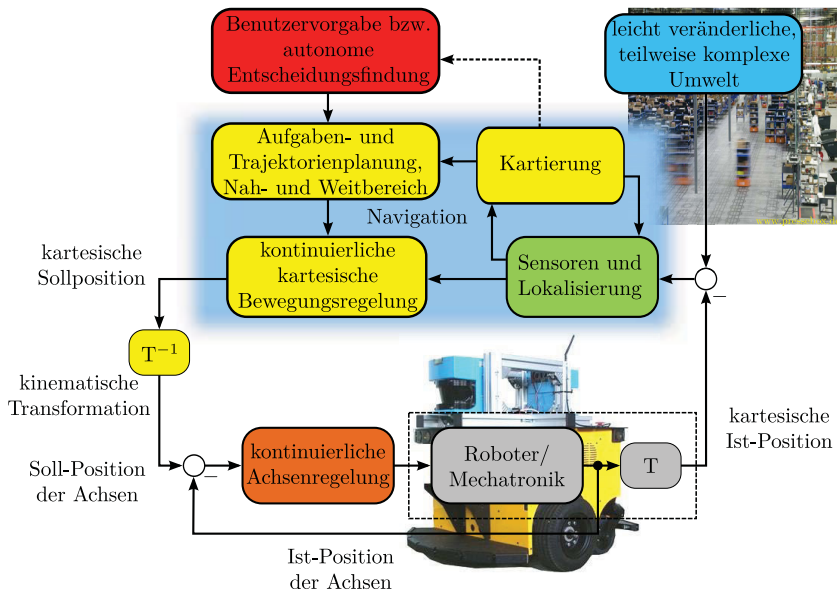 Benutzervorgabe bzw.
autonome
Entscheidungsfindung
leicht veränderliche,
teilweise komplexe
Umwelt
Aufgaben- und
Trajektorienplanung,
Nah- und Weitbereich
Kartierung
Navigation
kartesische
Sollposition
kontinuierliche
kartesische
Bewegungsregelung
Sensoren und
Lokalisierung
−
T−1
kinematische
Transformation
kartesische
Ist-Position
Soll-Position
der Achsen
−
kontinuierliche
Achsenregelung
Roboter/
Mechatronik
T
Ist-Position
der Achsen